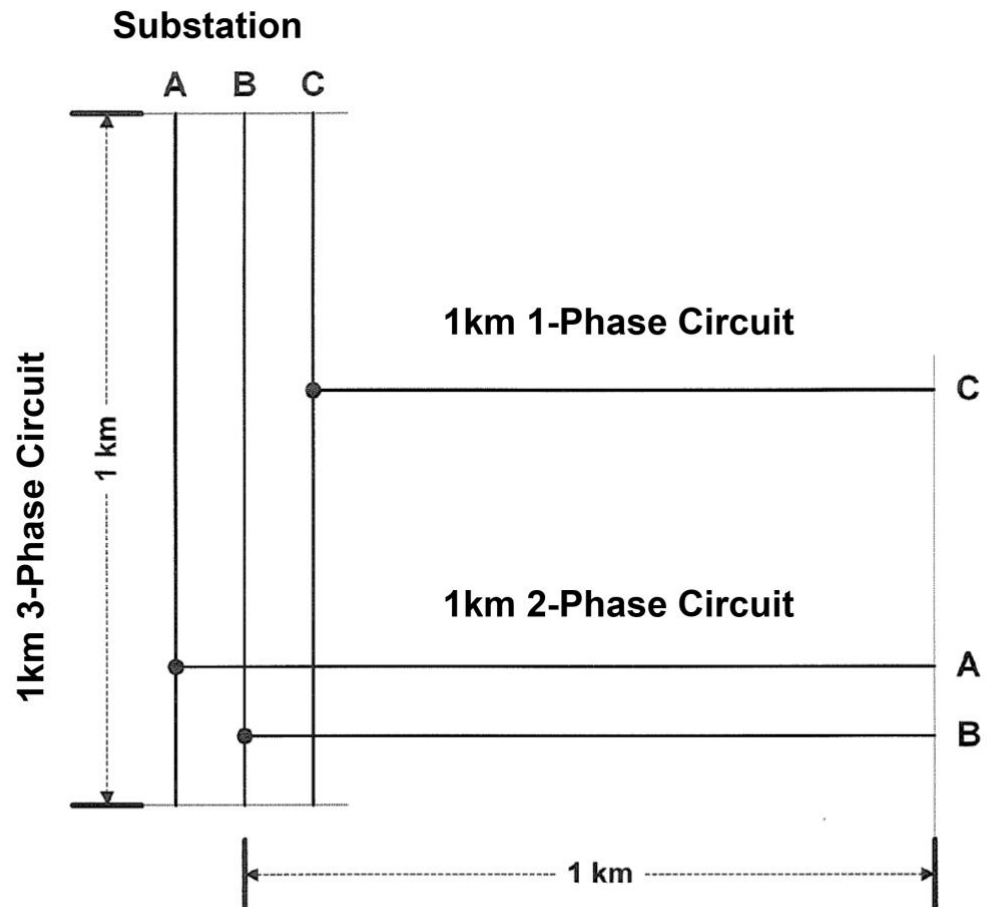 Substation
A B C
1km 3-Phase Circuit
1 km
1km 1-Phase Circuit
C
1km 2-Phase Circuit
A
B
1 km